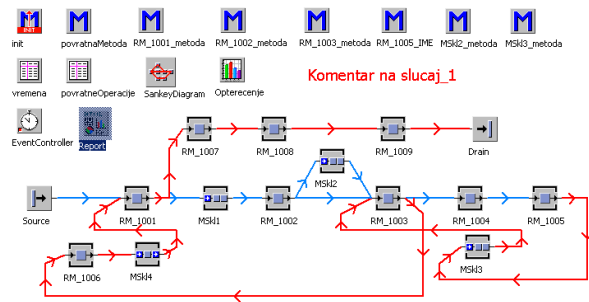 init povratnaMetoda RM_1001_metoda RM_1002_metoda RM_1003_metoda RM_1005_IME MSkl2_metoda MSkl3_metoda
Komentar na slucaj_1
vremena povratneOperacije SankeyDiagram Opterecenje
EventController Report
RM_1007 RM_1008 RM_1009 Drain
MSkl2
Source RM_1001 MSkl1 RM_1002 RM_1003 RM_1004 RM_1005
MSkl3
RM_1006 MSkl4